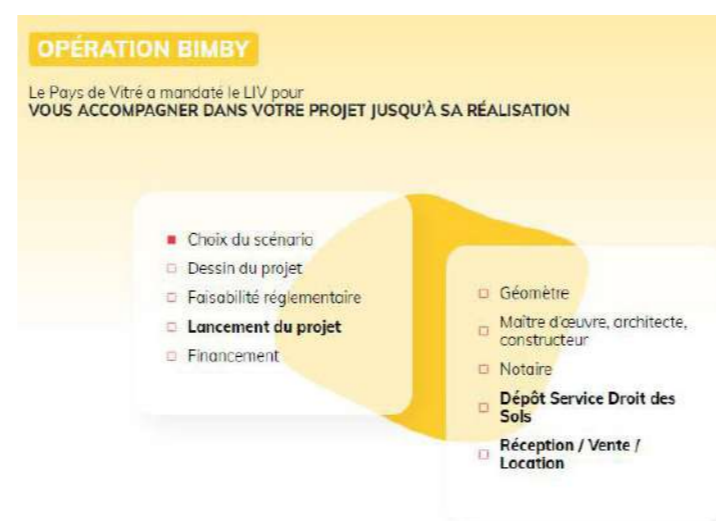 OPÉRATION BIMBY
Le Pays de Vitré a mandaté le LIV pour
VOUS ACCOMPAGNER DANS VOTRE PROJET JUSQU'À SA RÉALISATION
Choix du scénario
Dessin du projet
Faisabilité réglementaire
Lancement du projet
Financement
Géomètre
Maître d'œuvre, architecte,
constructeur
Notaire
Dépôt Service Droit des
Sols
Réception / Vente /
Location